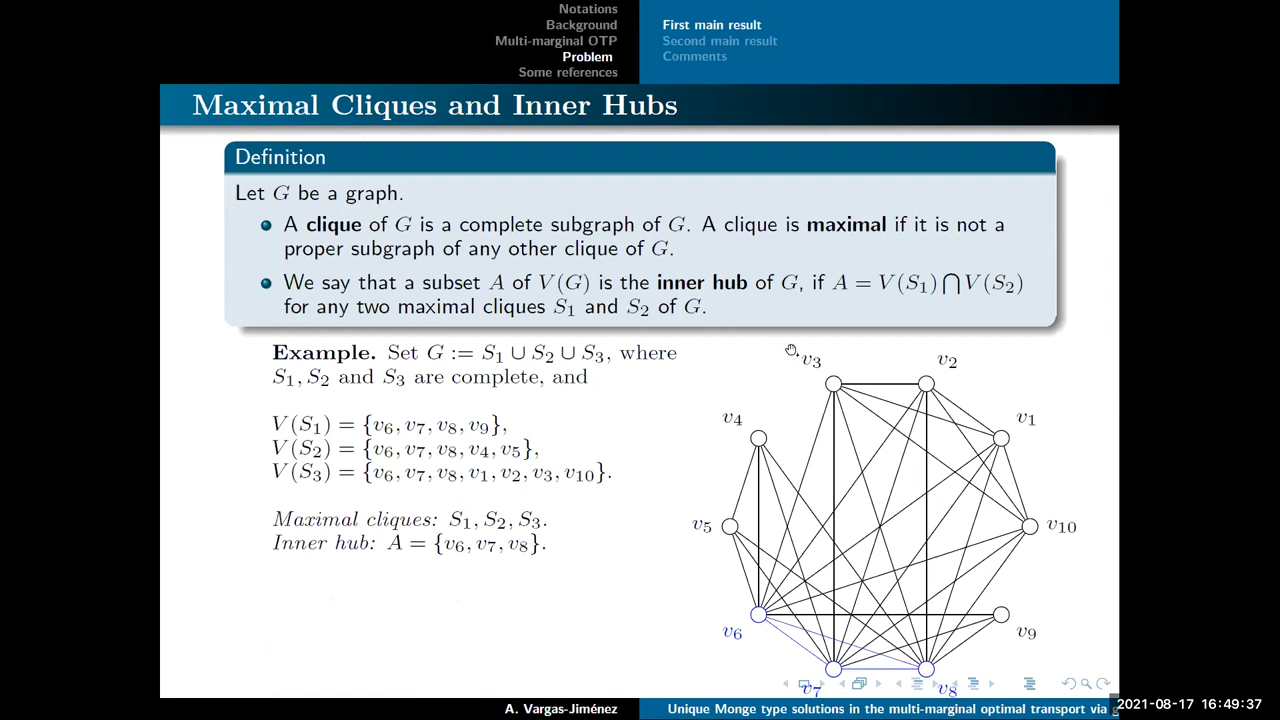 Notations
Background
Multi-marginal OTP
Problem
Some references
First main result
Second main result
Comments
Maximal Cliques and Inner Hubs
Definition
Let G be a graph.
A clique of G is a complete subgraph of G. A clique is maximal if it is not a
proper subgraph of any other clique of G.
We say that a subset A of V(G) is the inner hub of G, if A = V(S₁) ⋂ V(S₂)
for any two maximal cliques S₁ and S₂ of G.
Example. Set G := S₁ ∪ S₂ ∪ S₃, where
S₁, S₂ and S₃ are complete, and
V(S₁) = {v₆, v₇, v₈, v₉},
V(S₂) = {v₆, v₇, v₈, v₄, v₅},
V(S₃) = {v₆, v₇, v₈, v₁, v₂, v₃, v₁₀}.
Maximal cliques: S₁, S₂, S₃.
Inner hub: A = {v₆, v₇, v₈}.
v₃
v₂
v₄
v₁
v₅
v₁₀
v₆
v₉
v₇
v₈
A. Vargas-Jiménez
Unique Monge type solutions in the multi-marginal optimal transport via g
2021-08-17 16:49:37